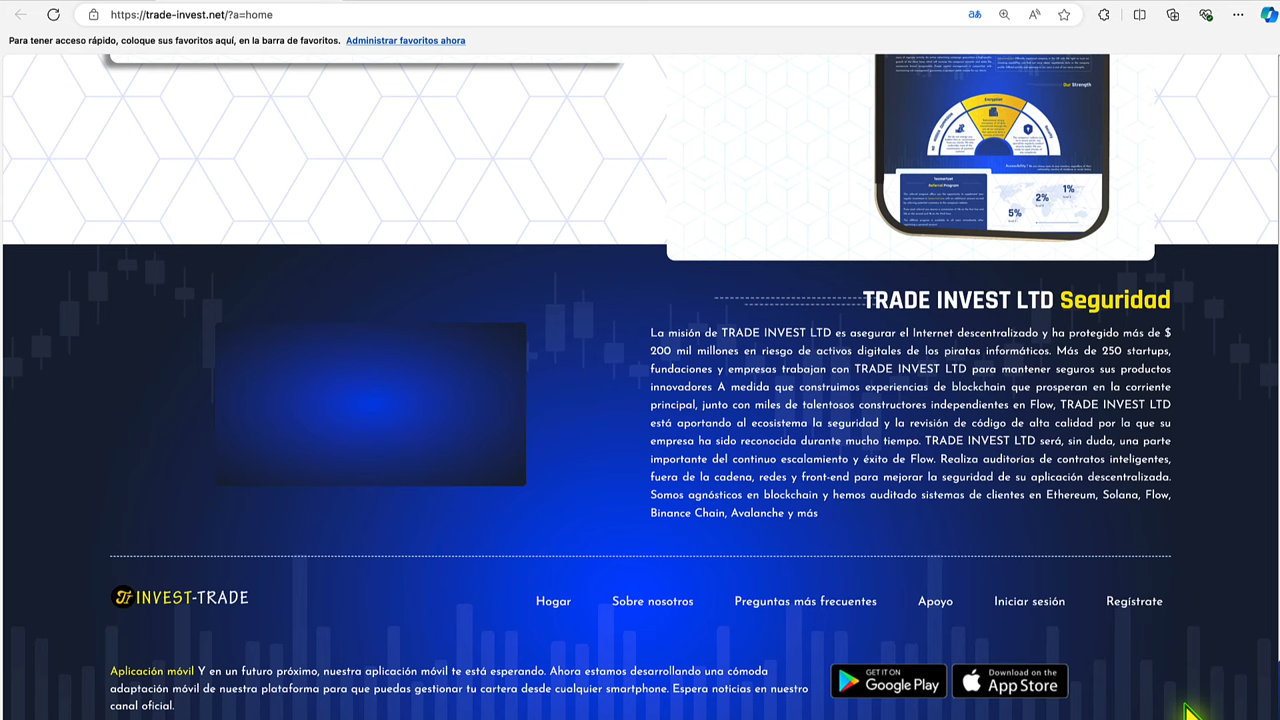 https://trade-invest.net/?a=home
Para tener acceso rápido, coloque sus favoritos aquí, en la barra de favoritos. Administrar favoritos ahora
Our Strength
Encryption
Referral Program
5%
2%
1%
TRADE INVEST LTD Seguridad
La misión de TRADE INVEST LTD es asegurar el Internet descentralizado y ha protegido más de $
200 mil millones en riesgo de activos digitales de los piratas informáticos. Más de 250 startups,
fundaciones y empresas trabajan con TRADE INVEST LTD para mantener seguros sus productos
innovadores A medida que construimos experiencias de blockchain que prosperan en la corriente
principal, junto con miles de talentosos constructores independientes en Flow, TRADE INVEST LTD
está aportando al ecosistema la seguridad y la revisión de código de alta calidad por la que su
empresa ha sido reconocida durante mucho tiempo. TRADE INVEST LTD será, sin duda, una parte
importante del continuo escalamiento y éxito de Flow. Realiza auditorías de contratos inteligentes,
fuera de la cadena, redes y front-end para mejorar la seguridad de su aplicación descentralizada.
Somos agnósticos en blockchain y hemos auditado sistemas de clientes en Ethereum, Solana, Flow,
Binance Chain, Avalanche y más
Tr INVEST-TRADE
Hogar
Sobre nosotros
Preguntas más frecuentes
Apoyo
Iniciar sesión
Regístrate
Aplicación móvil Y en un futuro próximo, nuestra aplicación móvil te está esperando. Ahora estamos desarrollando una cómoda
adaptación móvil de nuestra plataforma para que puedas gestionar tu cartera desde cualquier smartphone. Espera noticias en nuestro
canal oficial.
GET IT ON
Google Play
Download on the
App Store